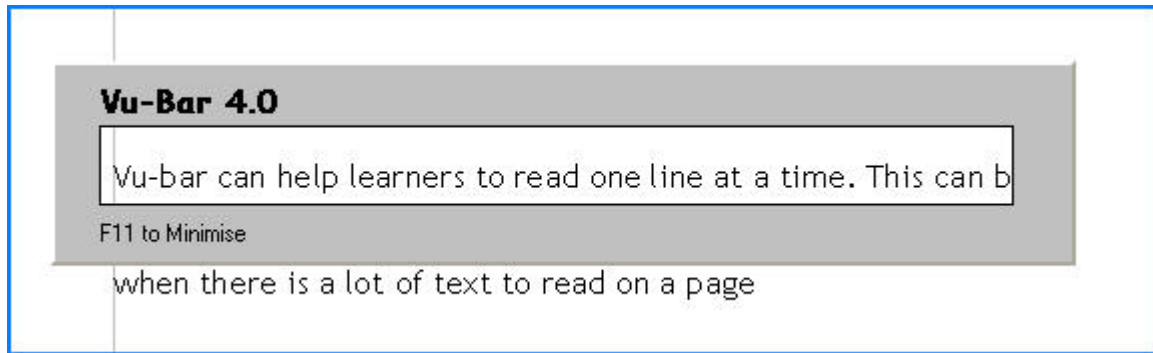 Vu-Bar 4.0
Vu-bar can help learners to read one line at a time. This can b
F11 to Minimise
when there is a lot of text to read on a page